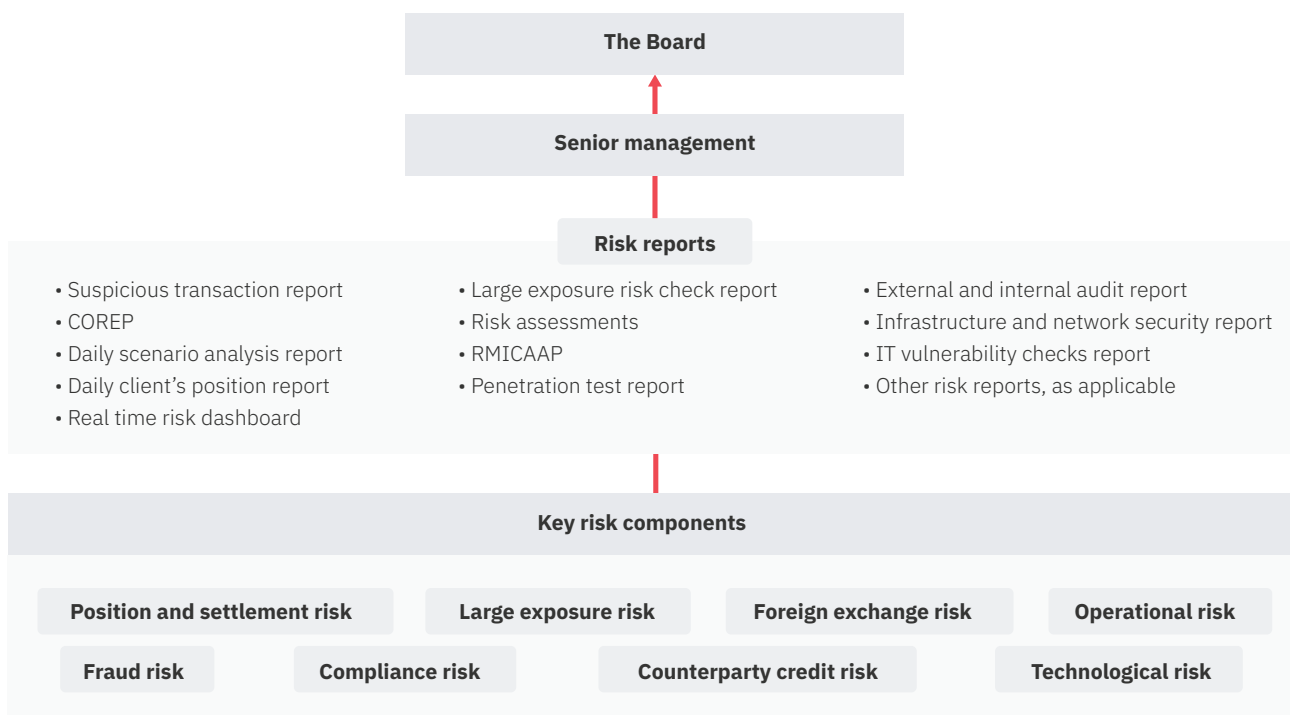 The Board
Senior management
Risk reports
• Suspicious transaction report
• COREP
• Daily scenario analysis report
• Daily client’s position report
• Real time risk dashboard
• Large exposure risk check report
• Risk assessments
• RMICAAP
• Penetration test report
• External and internal audit report
• Infrastructure and network security report
• IT vulnerability checks report
• Other risk reports, as applicable
Key risk components
Position and settlement risk
Large exposure risk
Foreign exchange risk
Operational risk
Fraud risk
Compliance risk
Counterparty credit risk
Technological risk